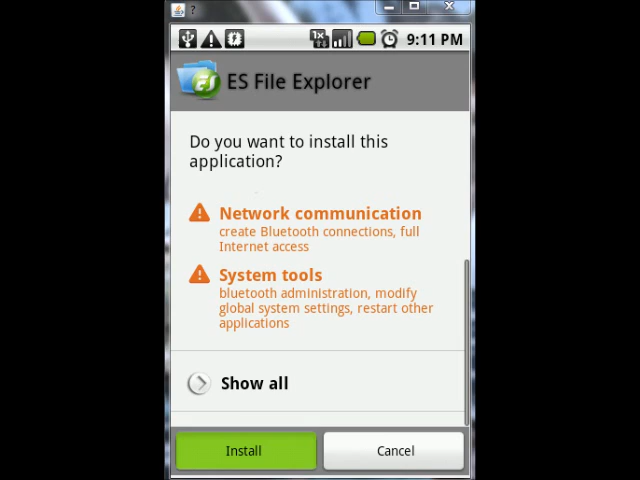 ?
1X
9:11 PM
ES File Explorer
Do you want to install this
application?
Network communication
create Bluetooth connections, full
Internet access
System tools
bluetooth administration, modify
global system settings, restart other
applications
Show all
Install Cancel